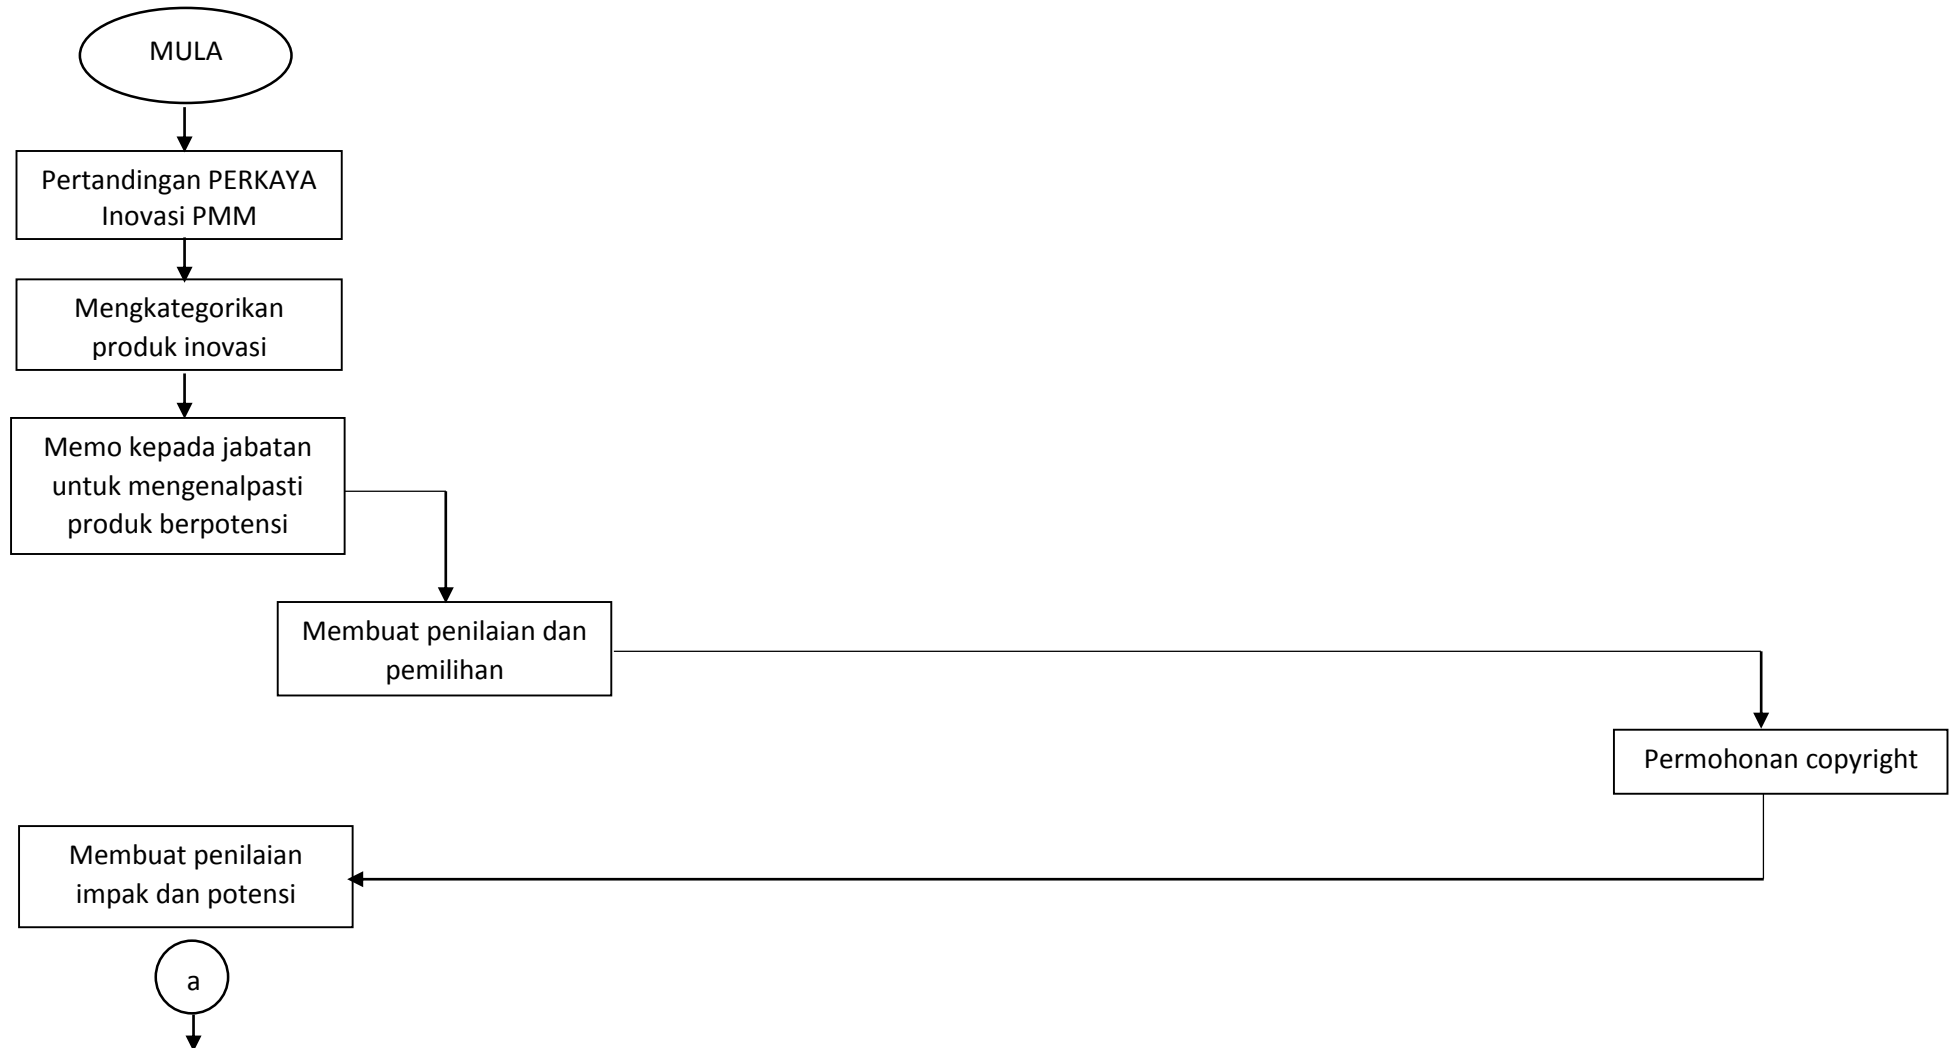 MULA
Pertandingan PERKAYA
Inovasi PMM
Mengkategorikan
produk inovasi
Memo kepada jabatan
untuk mengenalpasti
produk berpotensi
Membuat penilaian dan
pemilihan
Permohonan copyright
Membuat penilaian
impak dan potensi
a